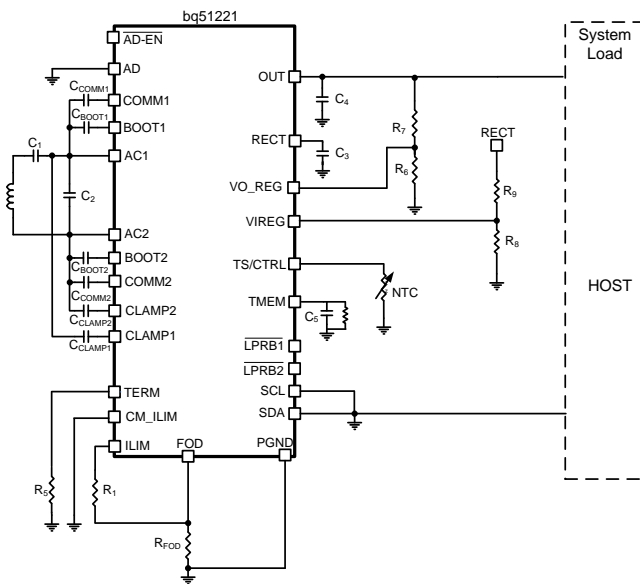 bq51221
AD-EN
AD
CCOMM1
COMM1
CBOOT1
BOOT1
C1
AC1
C2
AC2
BOOT2
CBOOT2
COMM2
CCOMM2
CLAMP2
CCLAMP2
CLAMP1
CCLAMP1
TERM
CM_ILIM
ILIM
FOD
PGND
R5
R1
RFOD
OUT
C4
R7
RECT
C3
R6
VO_REG
RECT
R9
VIREG
R8
TS/CTRL
NTC
TMEM
C5
LPRB1
LPRB2
SCL
SDA
System
Load
HOST